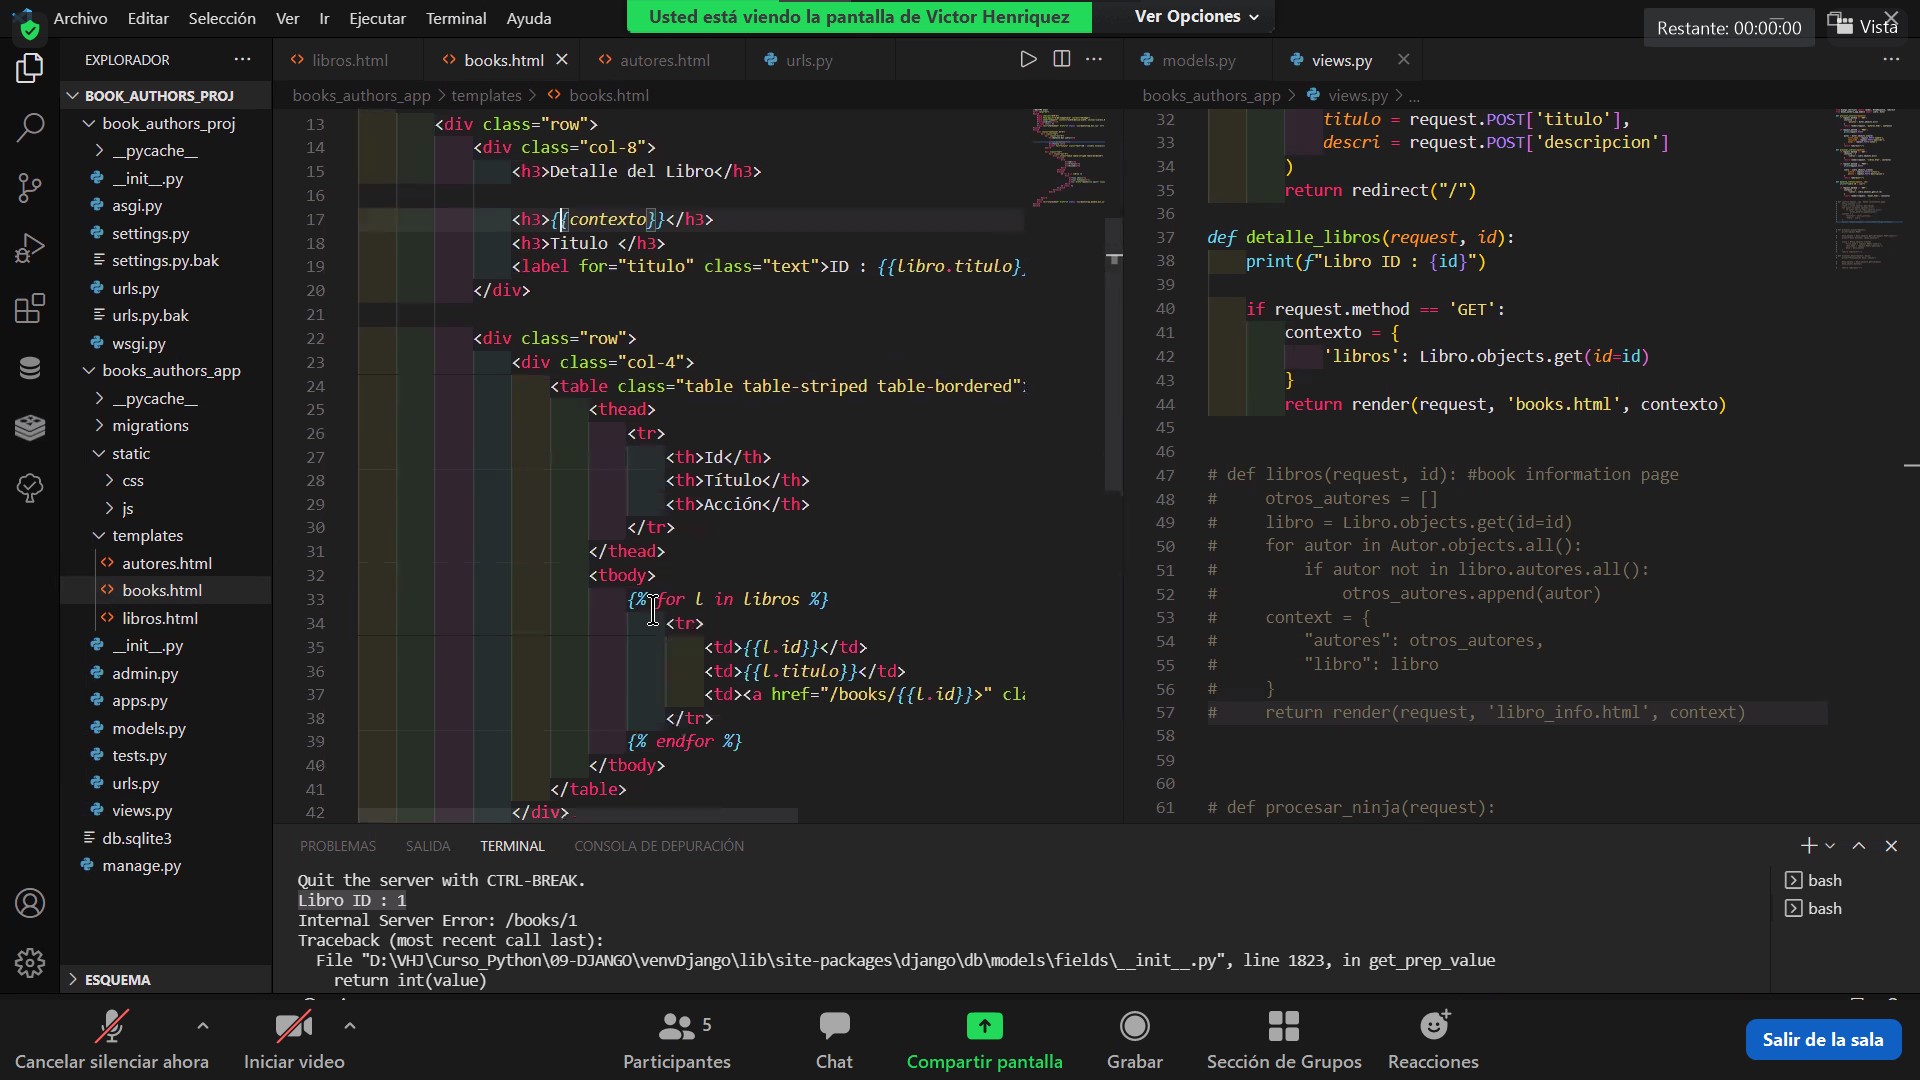 Archivo Editar Selección Ver Ir Ejecutar Terminal Ayuda
Usted está viendo la pantalla de Victor Henriquez
Ver Opciones
Restante: 00:00:00
Vista
EXPLORADOR
libros.html
books.html
autores.html
urls.py
models.py
views.py
BOOK_AUTHORS_PROJ
book_authors_proj
__pycache__
__init__.py
asgi.py
settings.py
settings.py.bak
urls.py
urls.py.bak
wsgi.py
books_authors_app
__pycache__
migrations
static
css
js
templates
autores.html
books.html
libros.html
__init__.py
admin.py
apps.py
models.py
tests.py
urls.py
views.py
db.sqlite3
manage.py
ESQUEMA
books_authors_app > templates > books.html
13 <div class="row">
14 <div class="col-8">
15 <h3>Detalle del Libro</h3>
16
17 <h3>{{contexto}}</h3>
18 <h3>Titulo </h3>
19 <label for="titulo" class="text">ID : {{libro.titulo}
20 </div>
21
22 <div class="row">
23 <div class="col-4">
24 <table class="table table-striped table-bordered"
25 <thead>
26 <tr>
27 <th>Id</th>
28 <th>Título</th>
29 <th>Acción</th>
30 </tr>
31 </thead>
32 <tbody>
33 {% for l in libros %}
34 <tr>
35 <td>{{l.id}}</td>
36 <td>{{l.titulo}}</td>
37 <td><a href="/books/{{l.id}}>" cla
38 </tr>
39 {% endfor %}
40 </tbody>
41 </table>
42 </div>
books_authors_app > views.py > ...
32 titulo = request.POST['titulo'],
33 descri = request.POST['descripcion']
34 )
35 return redirect("/")
36
37 def detalle_libros(request, id):
38 print(f"Libro ID : {id}")
39
40 if request.method == 'GET':
41 contexto = {
42 'libros': Libro.objects.get(id=id)
43 }
44 return render(request, 'books.html', contexto)
45
46
47 # def libros(request, id): #book information page
48 # otros_autores = []
49 # libro = Libro.objects.get(id=id)
50 # for autor in Autor.objects.all():
51 # if autor not in libro.autores.all():
52 # otros_autores.append(autor)
53 # context = {
54 # "autores": otros_autores,
55 # "libro": libro
56 # }
57 # return render(request, 'libro_info.html', context)
58
59
60
61 # def procesar_ninja(request):
PROBLEMAS SALIDA TERMINAL CONSOLA DE DEPURACIÓN
Quit the server with CTRL-BREAK.
Libro ID : 1
Internal Server Error: /books/1
Traceback (most recent call last):
File "D:\VHJ\Curso_Python\09-DJANGO\venvDjango\lib\site-packages\django\db\models\fields\__init__.py", line 1823, in get_prep_value
return int(value)
bash
bash
Cancelar silenciar ahora
Iniciar video
5
Participantes
Chat
Compartir pantalla
Grabar
Sección de Grupos
Reacciones
Salir de la sala